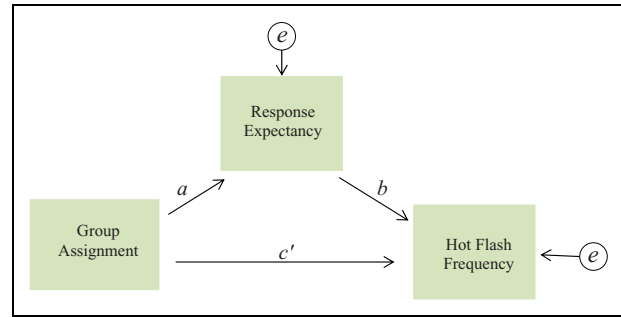 e
Response
Expectancy
a
b
Group
Assignment
c'
Hot Flash
Frequency
e